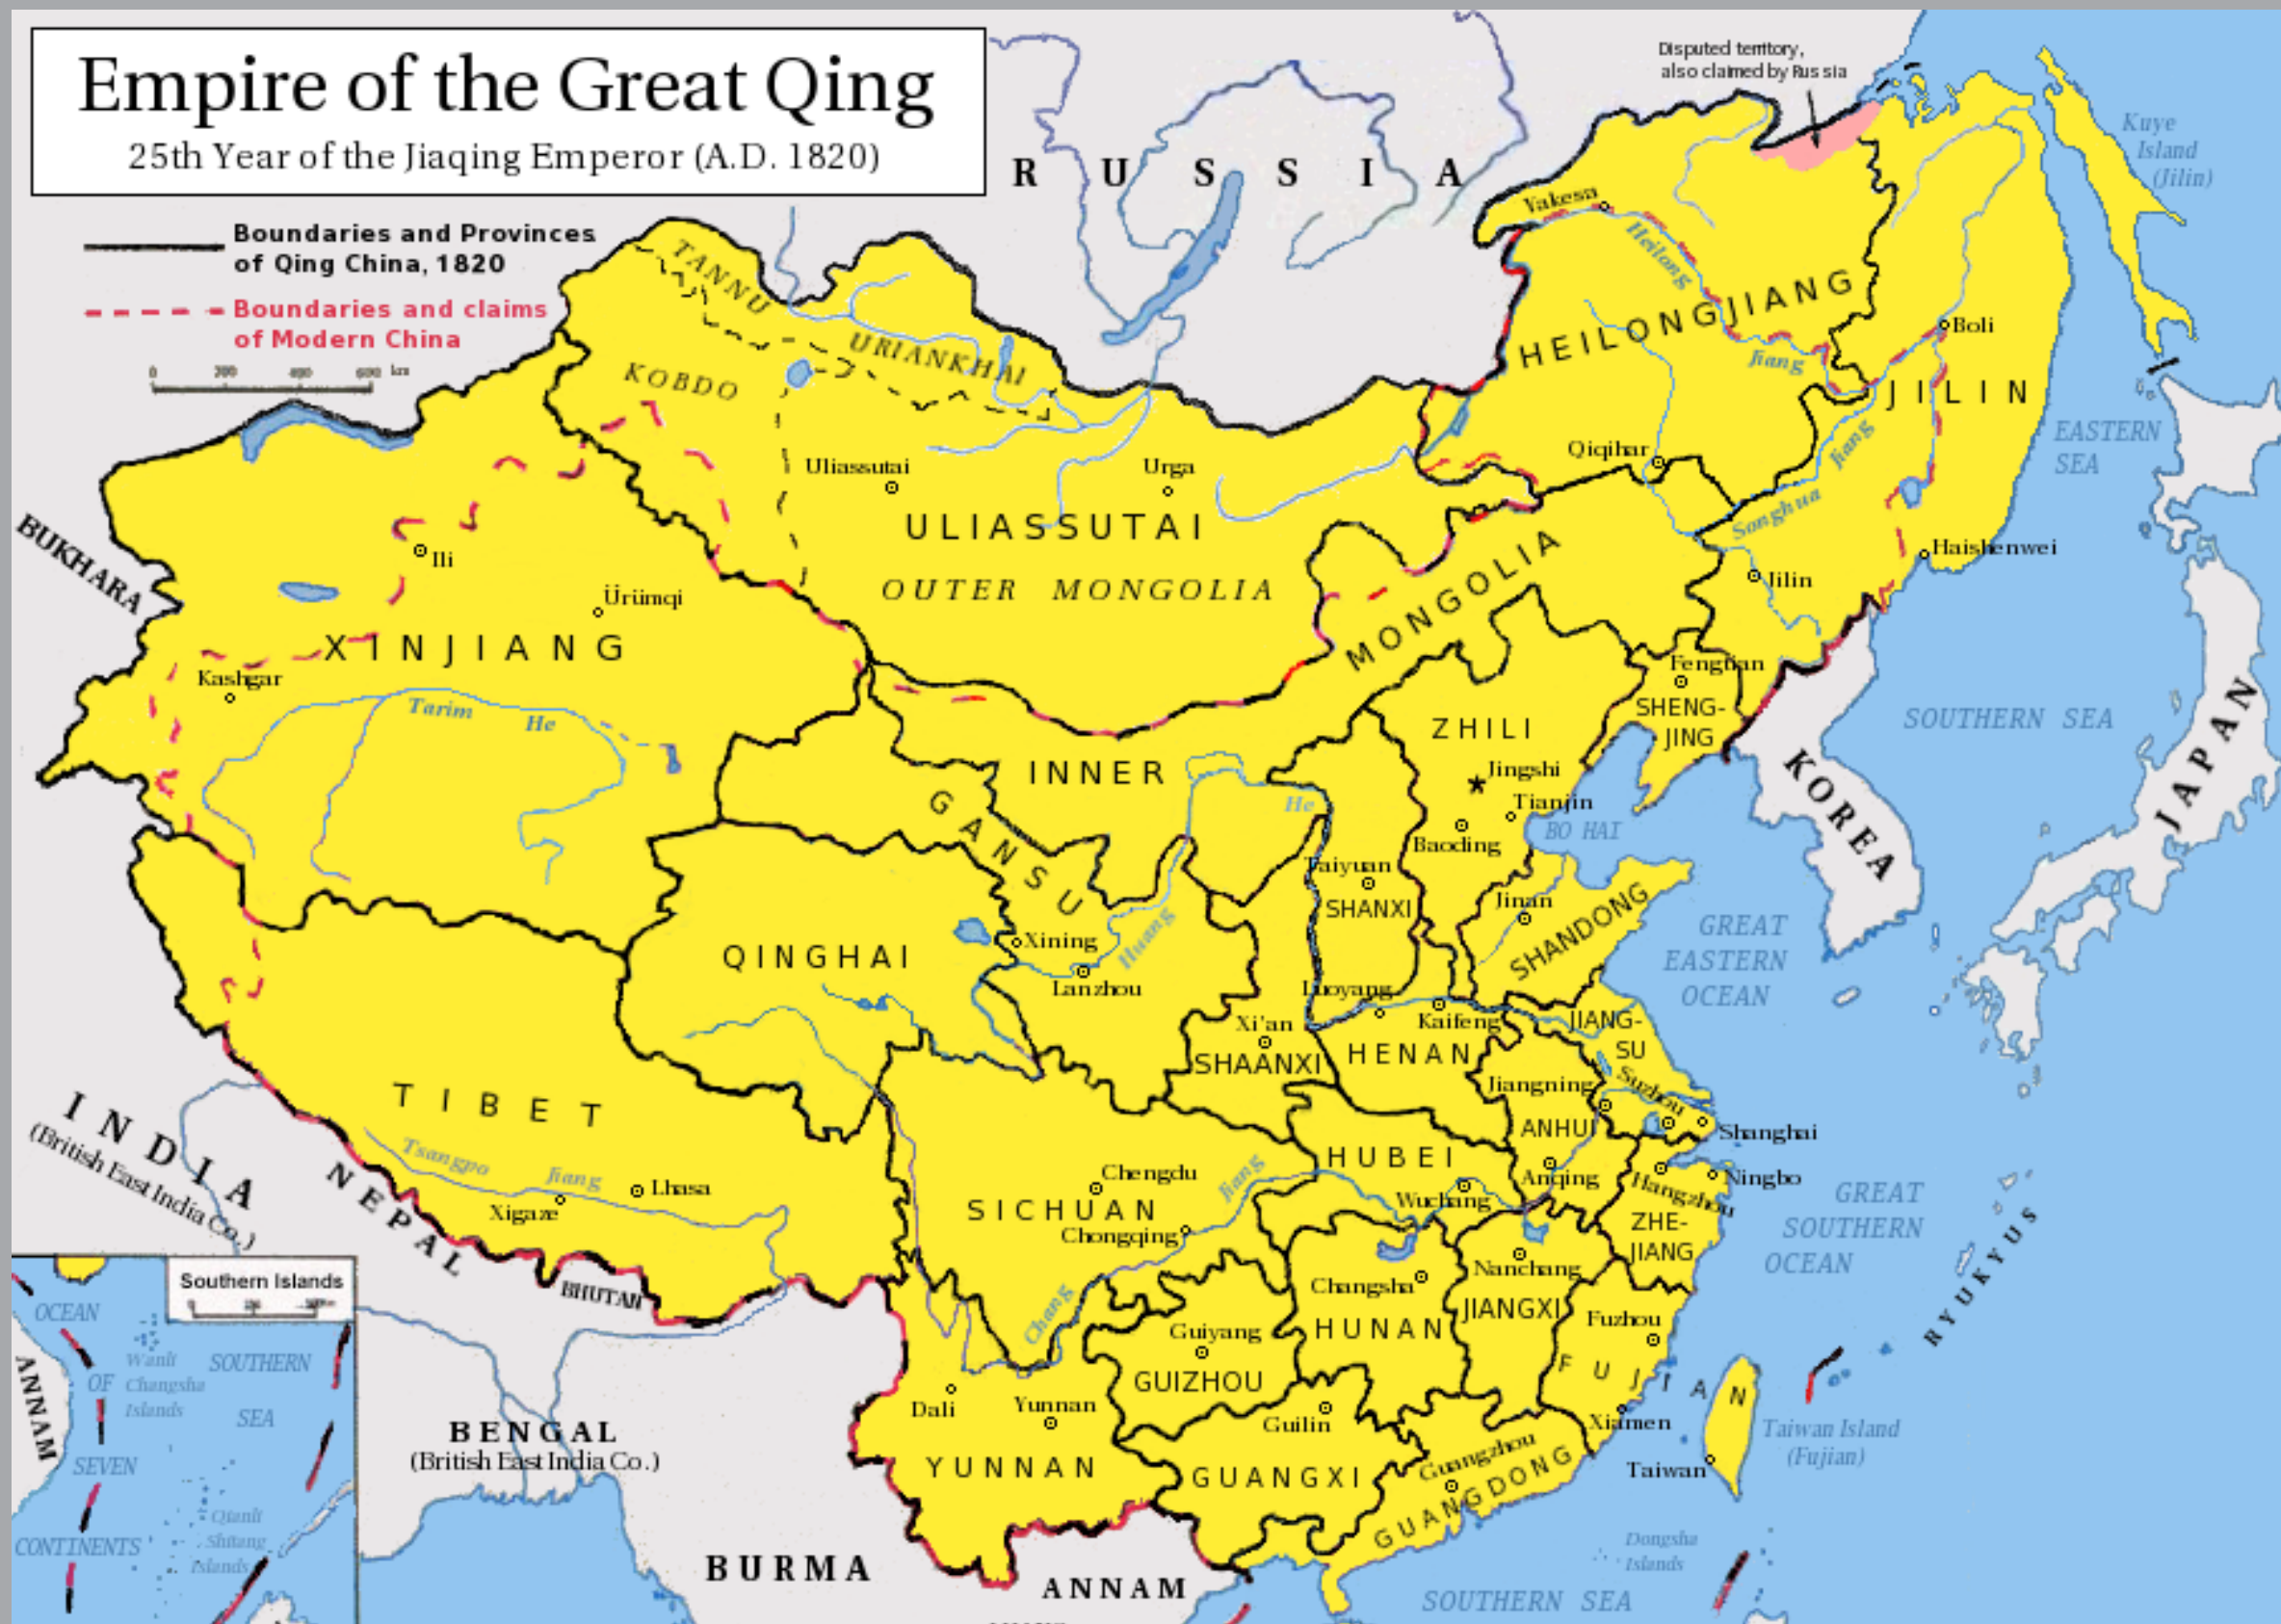 Empire of the Great Qing
25th Year of the Jiaqing Emperor (A.D. 1820)
Boundaries and Provinces
of Qing China, 1820
Boundaries and claims
of Modern China
0 200 400 600 km
Disputed territory,
also claimed by Russia
RUSSIA
Kuye
Island
(Jilin)
Yakesa
Heilong
Jiang
HEILONGJIANG
TANNU
URIANKHAI
KOBDO
Boli
JILIN
EASTERN
SEA
Uliassutai
Urga
ULIASSUTAI
OUTER MONGOLIA
Qiqihar
Songhua
Jiang
Haishenwei
Jilin
BUKHARA
Ili
Ürümqi
XINJIANG
Kashgar
Tarim He
INNER
MONGOLIA
Fengtian
SHENG-
JING
SOUTHERN SEA
JAPAN
KOREA
ZHILI
Jingshi
Tianjin
Baoding
BO HAI
GANSU
He
Taiyuan
SHANXI
Jinan
SHANDONG
GREAT
EASTERN
OCEAN
QINGHAI
Xining
Huang
Lanzhou
Luoyang
Kaifeng
Xi'an
SHAANXI
HENAN
JIANG-
SU
Jiangning
Suzhou
Shanghai
ANHUI
Anqing
Hangzhou
Ningbo
ZHE-
JIANG
GREAT
SOUTHERN
OCEAN
RYUKYUS
TIBET
Tsangpo Jiang
Lhasa
Xigaze
INDIA
(British East India Co.)
NEPAL
BHUTAN
HUBEI
Wuchang
SICHUAN
Chengdu
Chongqing
Chang
Jiang
Changsha
HUNAN
Nanchang
JIANGXI
Fuzhou
FUJIAN
Xiamen
Taiwan
Taiwan Island
(Fujian)
Guiyang
GUIZHOU
Dali
Yunnan
YUNNAN
Guilin
GUANGXI
Guangzhou
GUANGDONG
Dongsha
Islands
SOUTHERN SEA
BENGAL
(British East India Co.)
BURMA
ANNAM
Southern Islands
OCEAN
OF
SEVEN
CONTINENTS
ANNAM
Wanli
Changsha
Islands
SOUTHERN
SEA
Qianli
Shitang
Islands